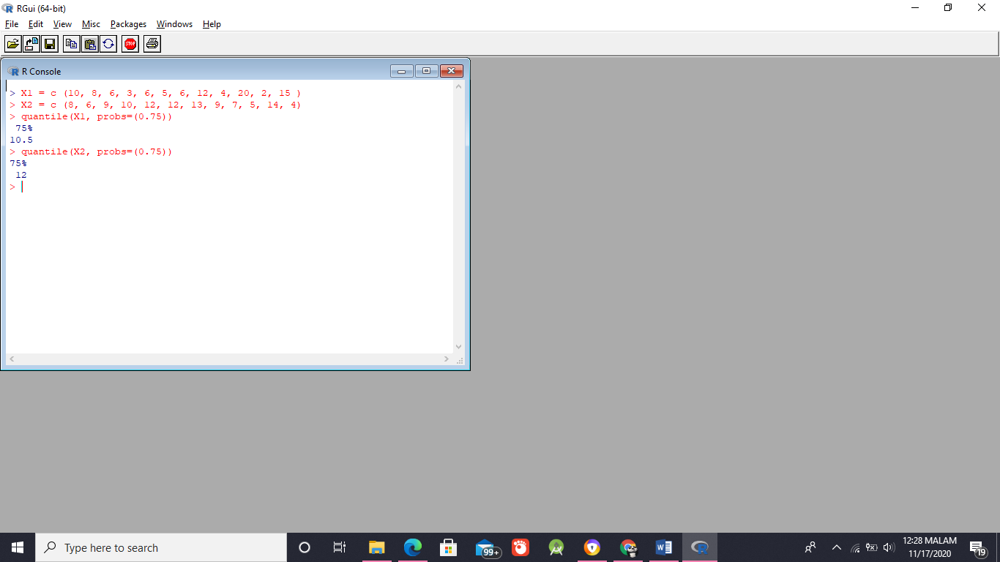 RGui (64-bit)
File Edit View Misc Packages Windows Help
STOP
R Console
> X1 = c (10, 8, 6, 3, 6, 5, 6, 12, 4, 20, 2, 15 )
> X2 = c (8, 6, 9, 10, 12, 12, 13, 9, 7, 5, 14, 4)
> quantile(X1, probs=(0.75))
75%
10.5
> quantile(X2, probs=(0.75))
75%
12
>
Type here to search
99+
12:28 MALAM
11/17/2020
19